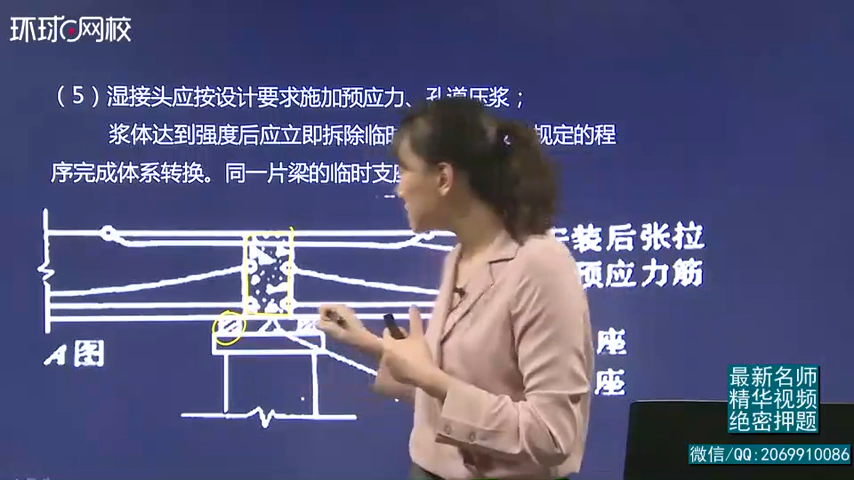 环球网校
（5）湿接头应按设计要求施加预应力、孔道压浆；
浆体达到强度后应立即拆除临时 规定的程
序完成体系转换。同一片梁的临时支座
安装后张拉
预应力筋
A图
座
座
最新名师
精华视频
绝密押题
微信/QQ:2069910086